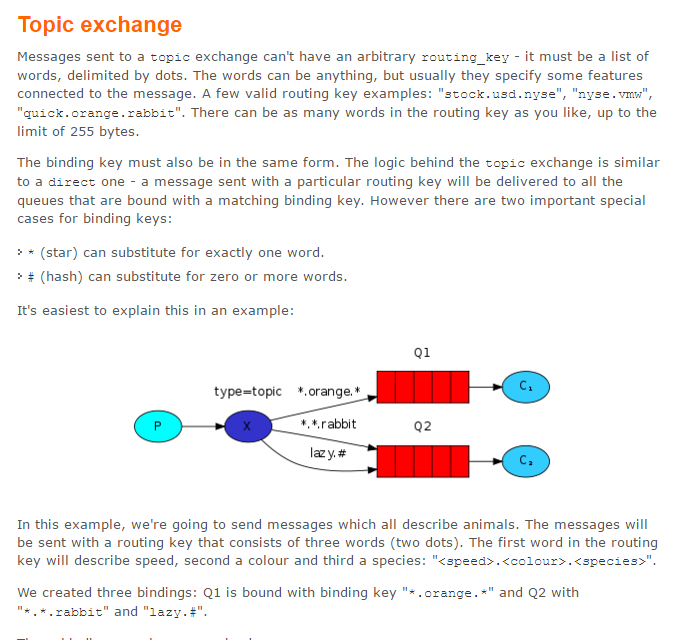 Topic exchange
Messages sent to a topic exchange can't have an arbitrary routing_key - it must be a list of
words, delimited by dots. The words can be anything, but usually they specify some features
connected to the message. A few valid routing key examples: "stock.usd.nyse", "nyse.vmw",
"quick.orange.rabbit". There can be as many words in the routing key as you like, up to the
limit of 255 bytes.
The binding key must also be in the same form. The logic behind the topic exchange is similar
to a direct one - a message sent with a particular routing key will be delivered to all the
queues that are bound with a matching binding key. However there are two important special
cases for binding keys:
* (star) can substitute for exactly one word.
# (hash) can substitute for zero or more words.
It's easiest to explain this in an example:
Q1
type=topic *.orange.* C₁
P X *.*.rabbit Q2
lazy.# C₂
In this example, we're going to send messages which all describe animals. The messages will
be sent with a routing key that consists of three words (two dots). The first word in the routing
key will describe speed, second a colour and third a species: "<speed>.<colour>.<species>".
We created three bindings: Q1 is bound with binding key "*.orange.*" and Q2 with
"*.*.rabbit" and "lazy.#".